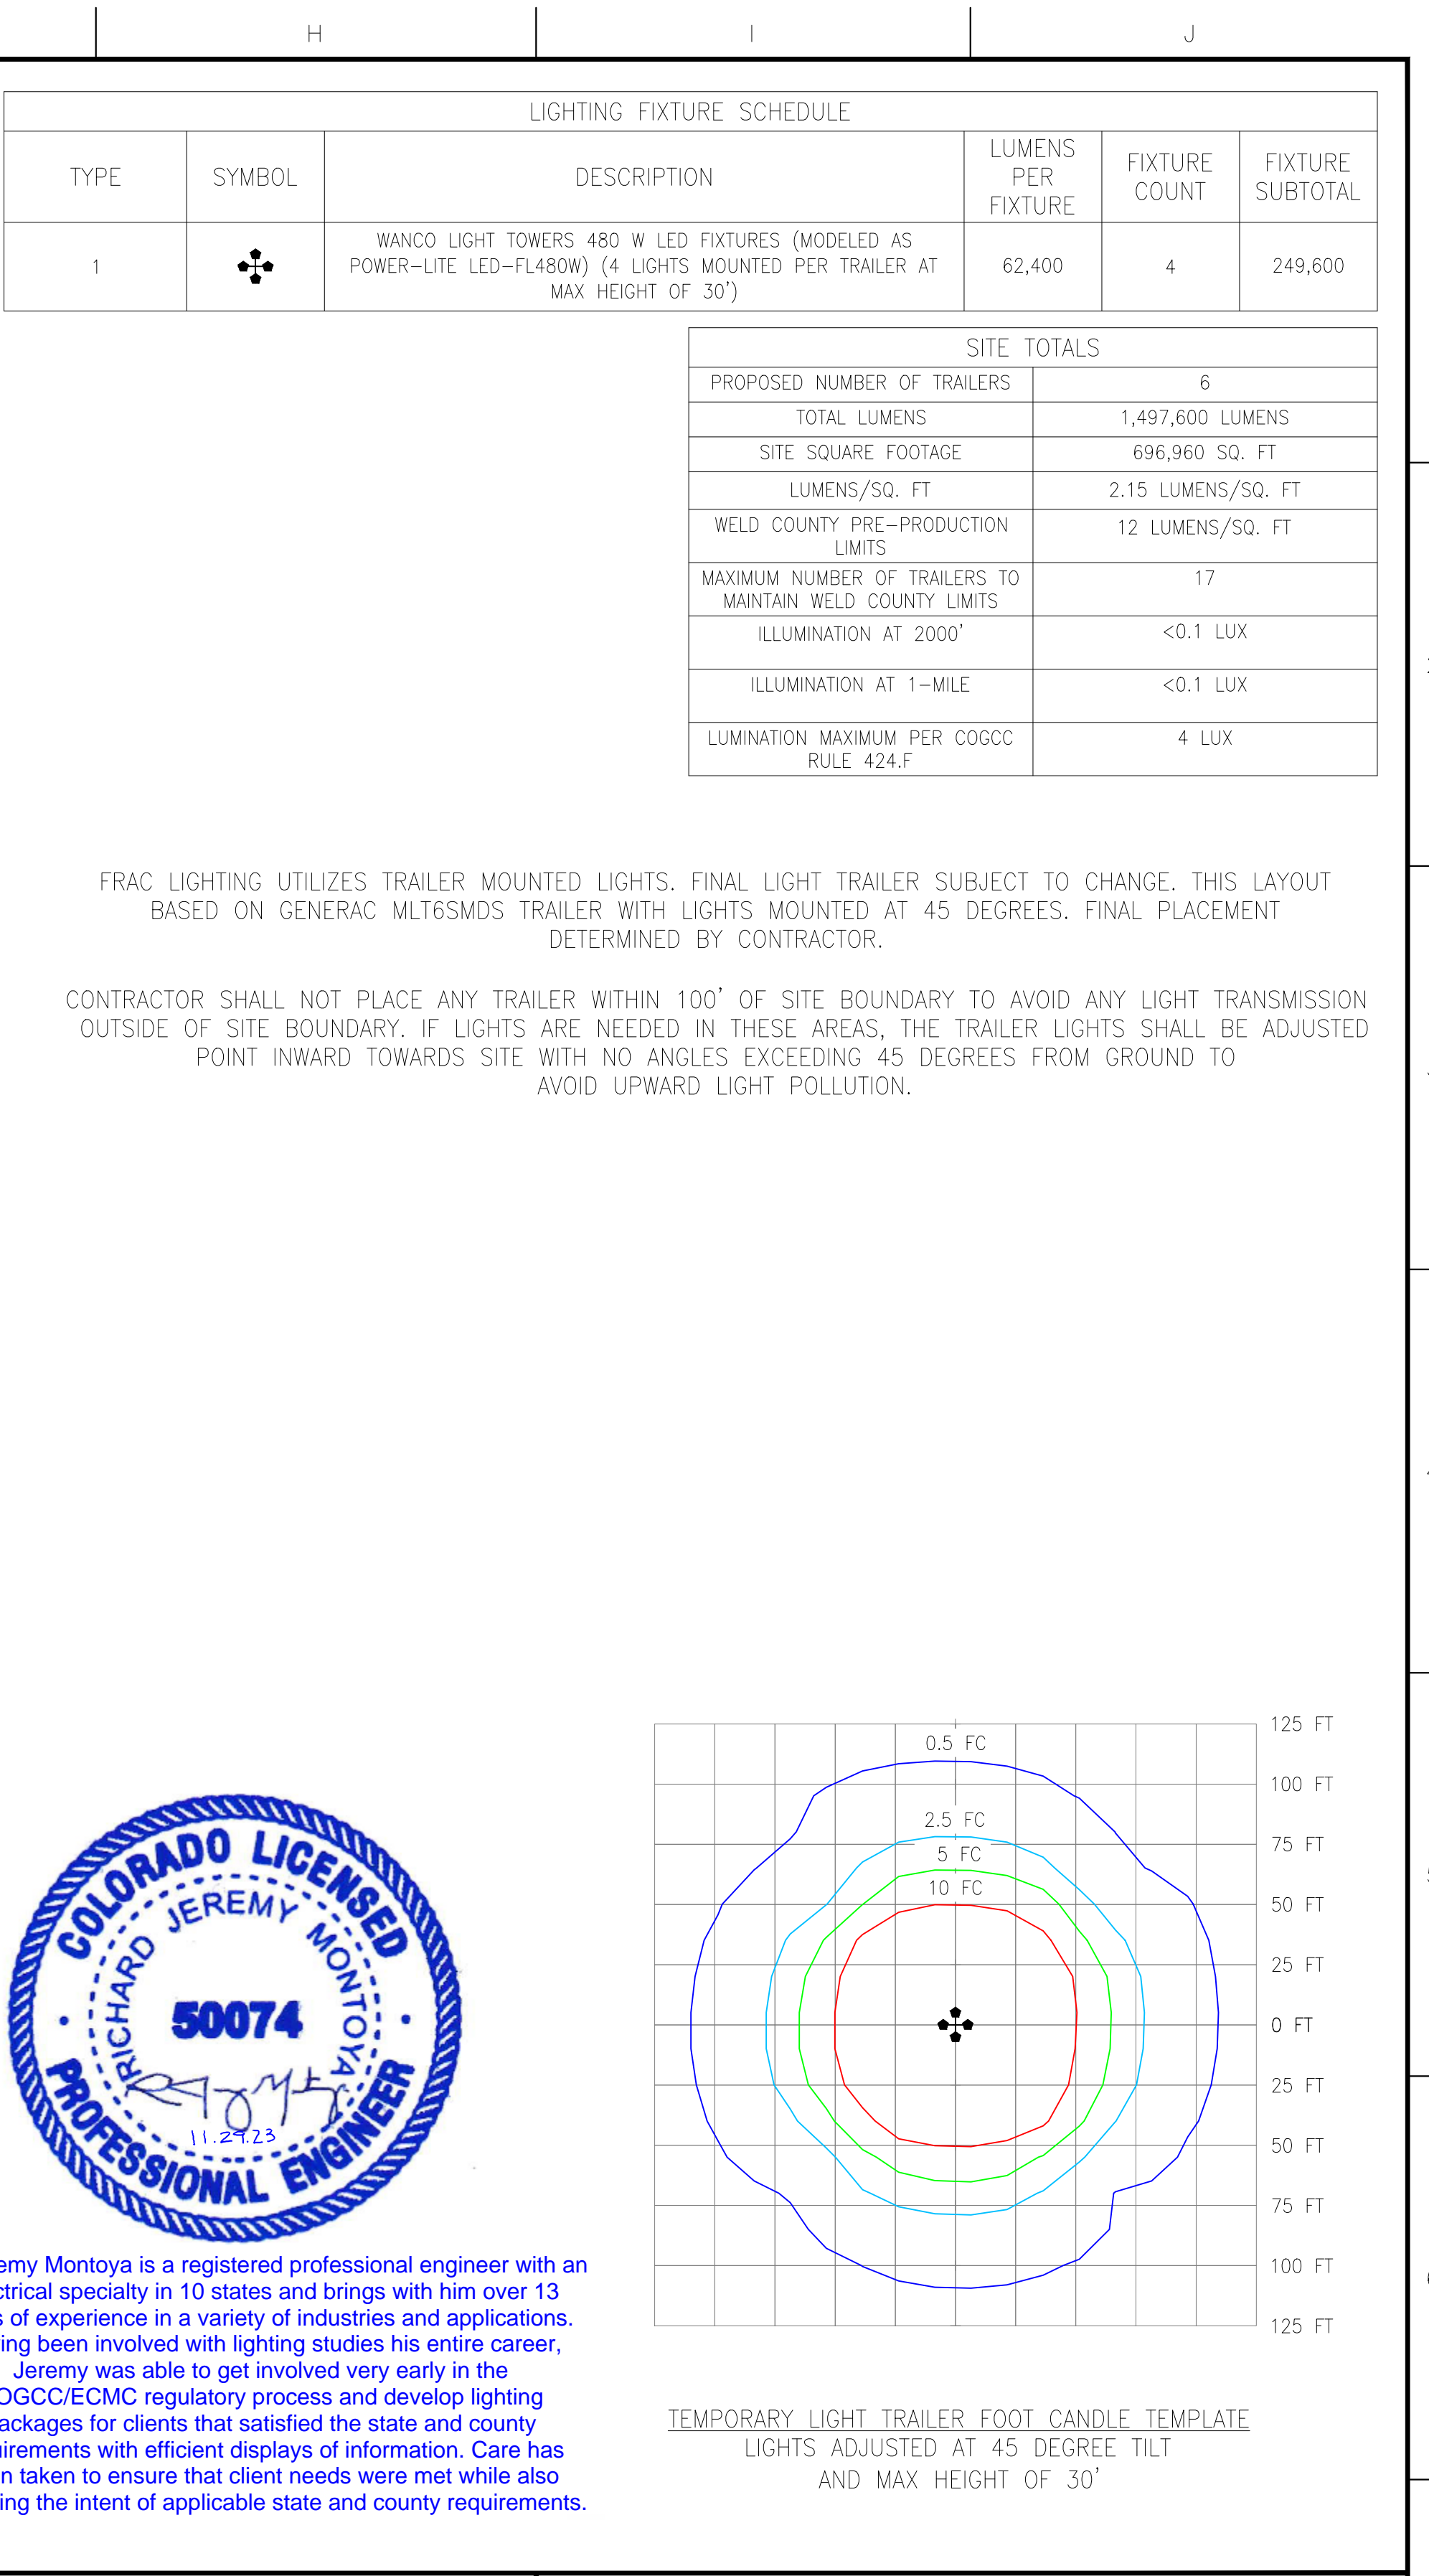 H
I
J
LIGHTING FIXTURE SCHEDULE
TYPE
SYMBOL
DESCRIPTION
LUMENS
PER
FIXTURE
FIXTURE
COUNT
FIXTURE
SUBTOTAL
1
WANCO LIGHT TOWERS 480 W LED FIXTURES (MODELED AS
POWER-LITE LED-FL480W) (4 LIGHTS MOUNTED PER TRAILER AT
MAX HEIGHT OF 30')
62,400
4
249,600
SITE TOTALS
PROPOSED NUMBER OF TRAILERS
6
TOTAL LUMENS
1,497,600 LUMENS
SITE SQUARE FOOTAGE
696,960 SQ. FT
LUMENS/SQ. FT
2.15 LUMENS/SQ. FT
WELD COUNTY PRE-PRODUCTION
LIMITS
12 LUMENS/SQ. FT
MAXIMUM NUMBER OF TRAILERS TO
MAINTAIN WELD COUNTY LIMITS
17
ILLUMINATION AT 2000'
<0.1 LUX
ILLUMINATION AT 1-MILE
<0.1 LUX
LUMINATION MAXIMUM PER COGCC
RULE 424.F
4 LUX
FRAC LIGHTING UTILIZES TRAILER MOUNTED LIGHTS. FINAL LIGHT TRAILER SUBJECT TO CHANGE. THIS LAYOUT
BASED ON GENERAC MLT6SMDS TRAILER WITH LIGHTS MOUNTED AT 45 DEGREES. FINAL PLACEMENT
DETERMINED BY CONTRACTOR.
CONTRACTOR SHALL NOT PLACE ANY TRAILER WITHIN 100' OF SITE BOUNDARY TO AVOID ANY LIGHT TRANSMISSION
OUTSIDE OF SITE BOUNDARY. IF LIGHTS ARE NEEDED IN THESE AREAS, THE TRAILER LIGHTS SHALL BE ADJUSTED
POINT INWARD TOWARDS SITE WITH NO ANGLES EXCEEDING 45 DEGREES FROM GROUND TO
AVOID UPWARD LIGHT POLLUTION.
COLORADO LICENSED
RICHARD JEREMY MONTOYA
50074
11.29.23
PROFESSIONAL ENGINEER
emy Montoya is a registered professional engineer with an
ctrical specialty in 10 states and brings with him over 13
s of experience in a variety of industries and applications.
ing been involved with lighting studies his entire career,
Jeremy was able to get involved very early in the
OGCC/ECMC regulatory process and develop lighting
ackages for clients that satisfied the state and county
uirements with efficient displays of information. Care has
n taken to ensure that client needs were met while also
ing the intent of applicable state and county requirements.
0.5 FC
2.5 FC
5 FC
10 FC
125 FT
100 FT
75 FT
50 FT
25 FT
0 FT
25 FT
50 FT
75 FT
100 FT
125 FT
TEMPORARY LIGHT TRAILER FOOT CANDLE TEMPLATE
LIGHTS ADJUSTED AT 45 DEGREE TILT
AND MAX HEIGHT OF 30'